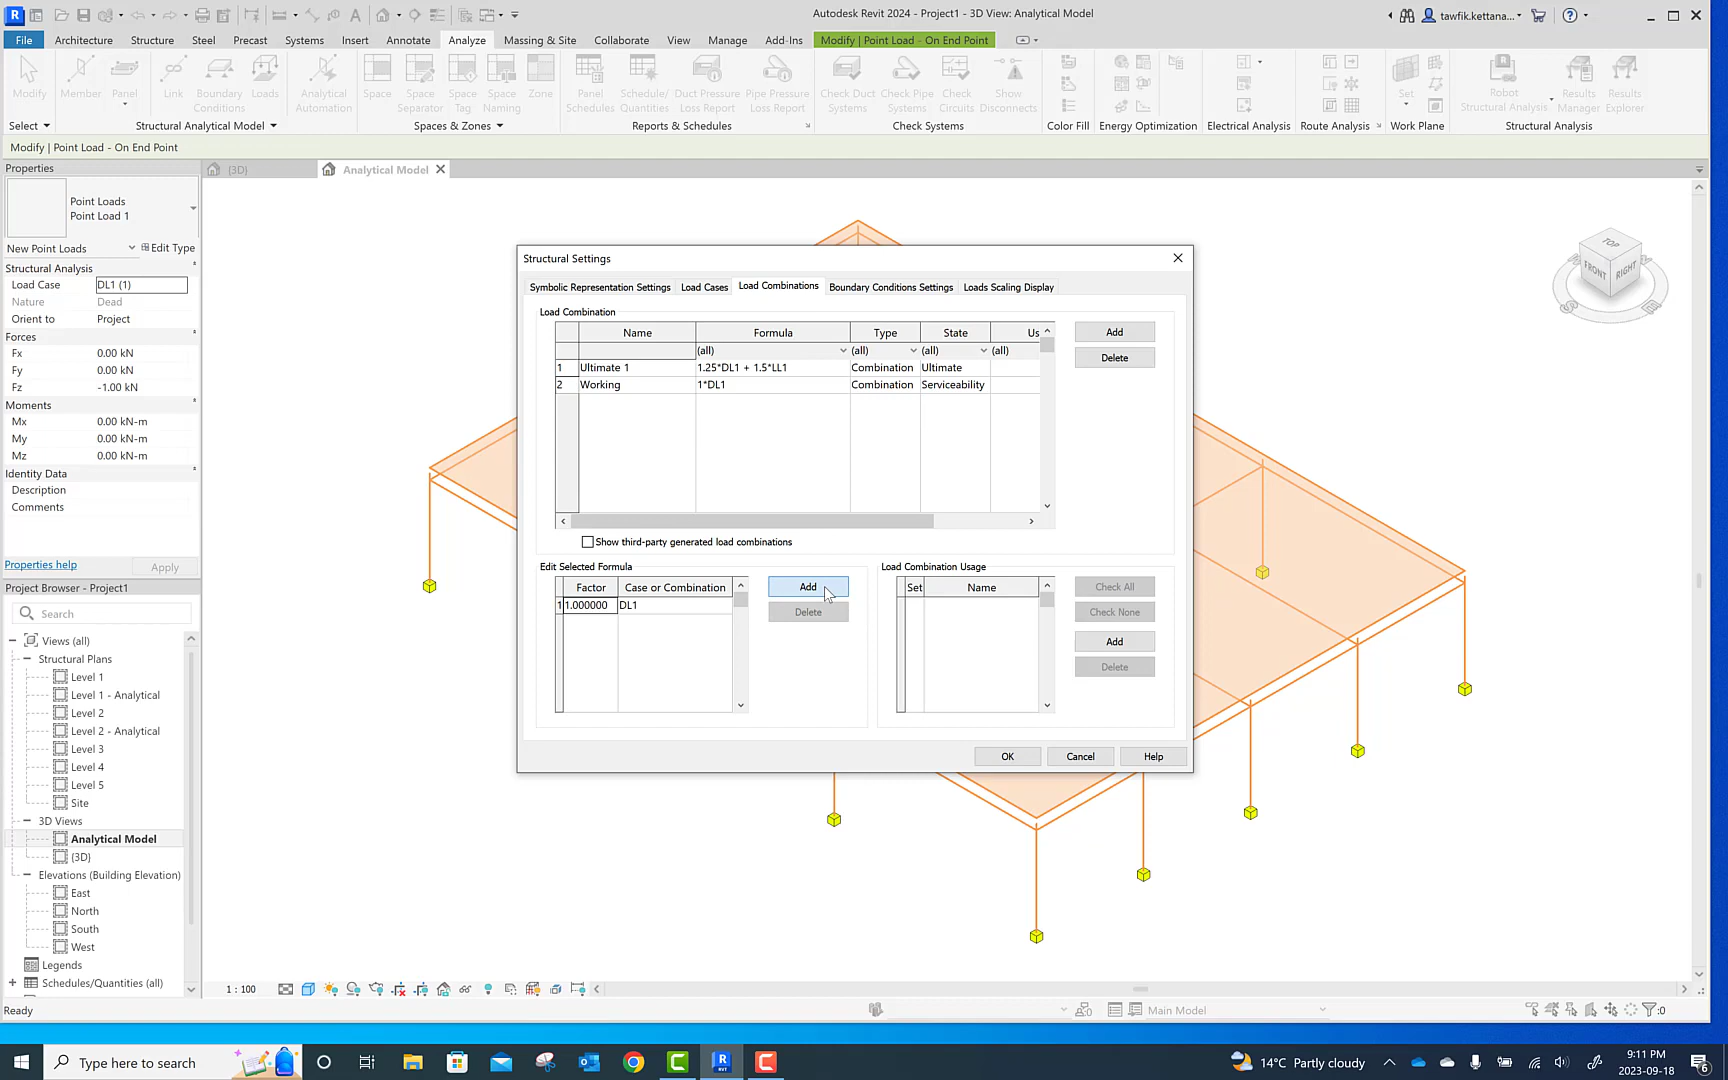 Autodesk Revit 2024 - Project1 - 3D View: Analytical Model
tawfik.kettana...
File Architecture Structure Steel Precast Systems Insert Annotate Analyze Massing & Site Collaborate View Manage Add-Ins Modify | Point Load - On End Point
Modify Member Panel Link Boundary Conditions Loads Analytical Automation Space Space Separator Space Tag Space Naming Zone Panel Schedules Schedule/ Quantities Duct Pressure Loss Report Pipe Pressure Loss Report Check Duct Systems Check Pipe Systems Check Circuits Show Disconnects Set Robot Structural Analysis Results Manager Results Explorer
Select Structural Analytical Model Spaces & Zones Reports & Schedules Check Systems Color Fill Energy Optimization Electrical Analysis Route Analysis Work Plane Structural Analysis
Modify | Point Load - On End Point
Properties
{3D}
Analytical Model
Point Loads
Point Load 1
New Point Loads Edit Type
Structural Analysis
Load Case DL1 (1)
Nature Dead
Orient to Project
Forces
Fx 0.00 kN
Fy 0.00 kN
Fz -1.00 kN
Moments
Mx 0.00 kN-m
My 0.00 kN-m
Mz 0.00 kN-m
Identity Data
Description
Comments
Properties help Apply
Project Browser - Project1
Search
Views (all)
Structural Plans
Level 1
Level 1 - Analytical
Level 2
Level 2 - Analytical
Level 3
Level 4
Level 5
Site
3D Views
Analytical Model
{3D}
Elevations (Building Elevation)
East
North
South
West
Legends
Schedules/Quantities (all)
Structural Settings
Symbolic Representation Settings Load Cases Load Combinations Boundary Conditions Settings Loads Scaling Display
Load Combination
Name Formula Type State Us
(all) (all) (all) (all)
1 Ultimate 1 1.25*DL1 + 1.5*LL1 Combination Ultimate
2 Working 1*DL1 Combination Serviceability
Add
Delete
Show third-party generated load combinations
Edit Selected Formula
Factor Case or Combination
1 1.000000 DL1
Add
Delete
Load Combination Usage
Set Name
Check All
Check None
Add
Delete
OK Cancel Help
TOP
FRONT
RIGHT
S
E
1 : 100
Ready
Main Model
:0
Type here to search
14°C Partly cloudy
9:11 PM
2023-09-18
6